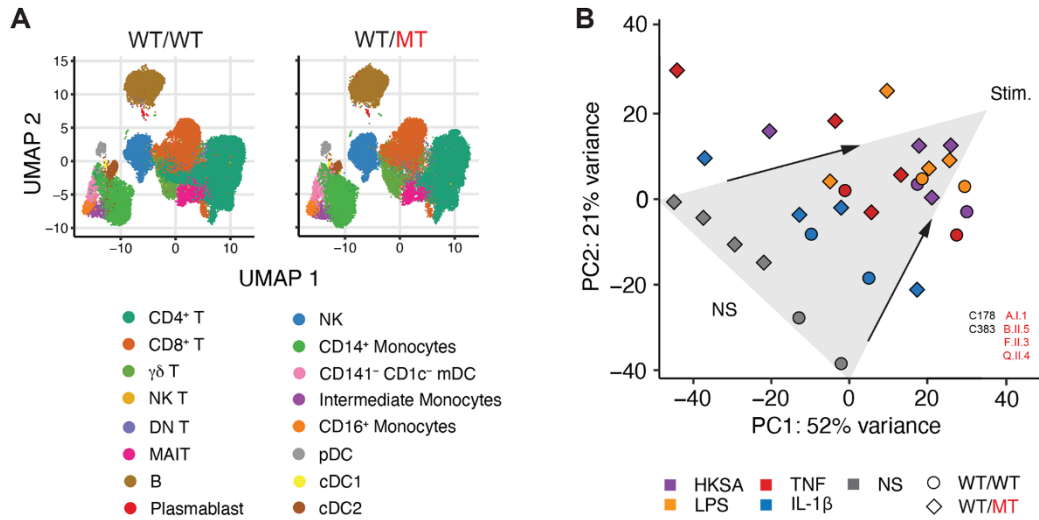 A
WT/WT
WT/MT
15
10
5
0
−5
−10
UMAP 2
−10
0
10
−10
0
10
UMAP 1
CD4⁺ T
CD8⁺ T
γδ T
NK T
DN T
MAIT
B
Plasmablast
NK
CD14⁺ Monocytes
CD141⁻ CD1c⁻ mDC
Intermediate Monocytes
CD16⁺ Monocytes
pDC
cDC1
cDC2
B
PC2: 21% variance
20
0
−20
−40
Stim.
NS
C178 A.I.1
C383 B.II.5
F.II.3
Q.II.4
−40
−20
0
20
40
PC1: 52% variance
HKSA
TNF
NS
WT/WT
LPS
IL-1β
WT/MT